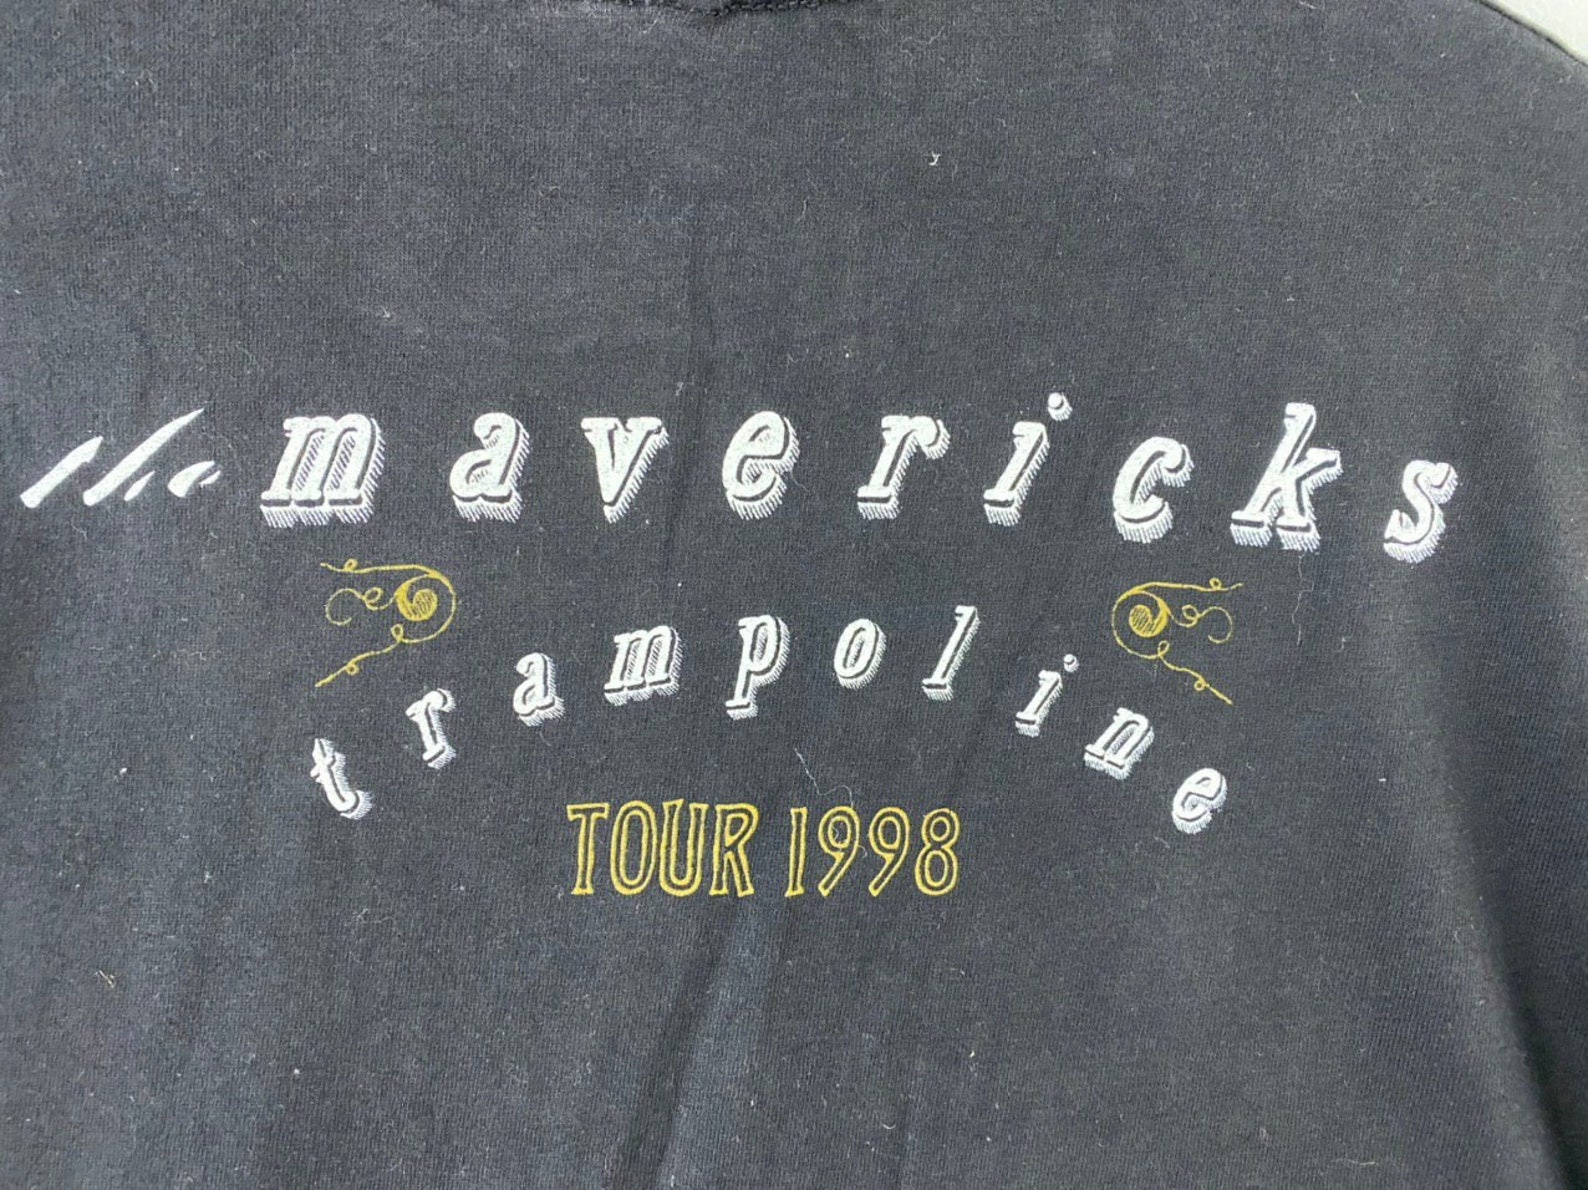 the mavericks
trampoline
TOUR 1998